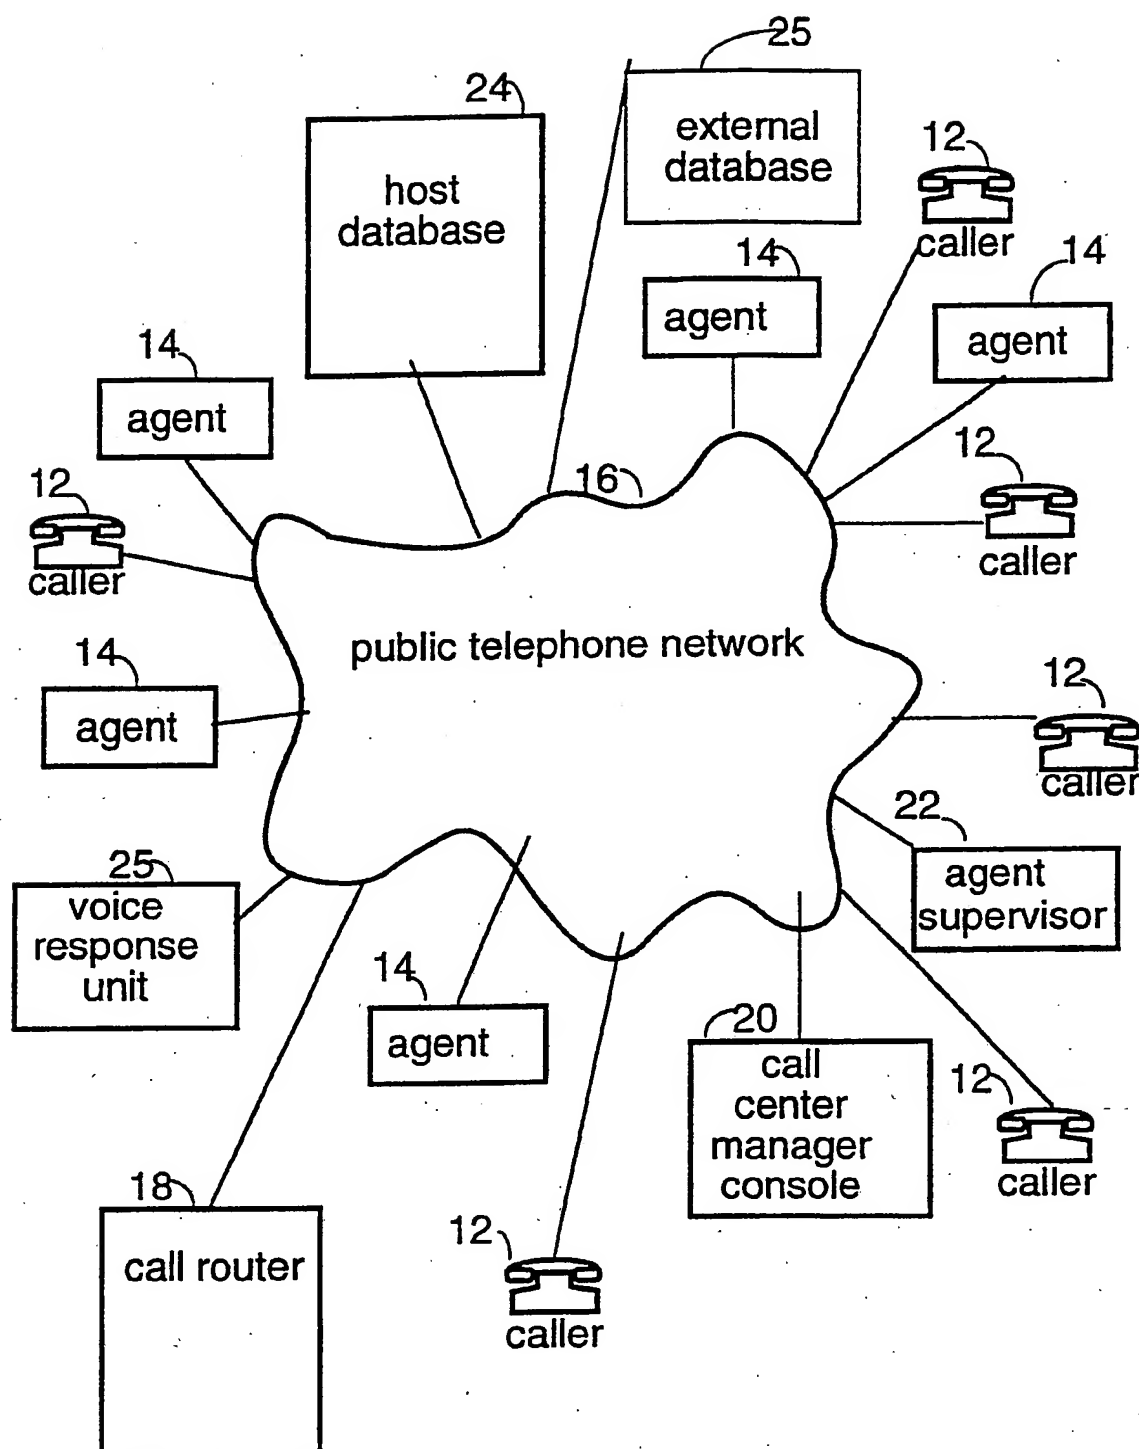 25
24
external
database
host
database
12
caller
14
agent
14
agent
14
agent
12
caller
12
caller
16
public telephone network
14
agent
12
caller
22
agent
supervisor
25
voice
response
unit
14
agent
20
call
center
manager
console
12
caller
18
call router
12
caller